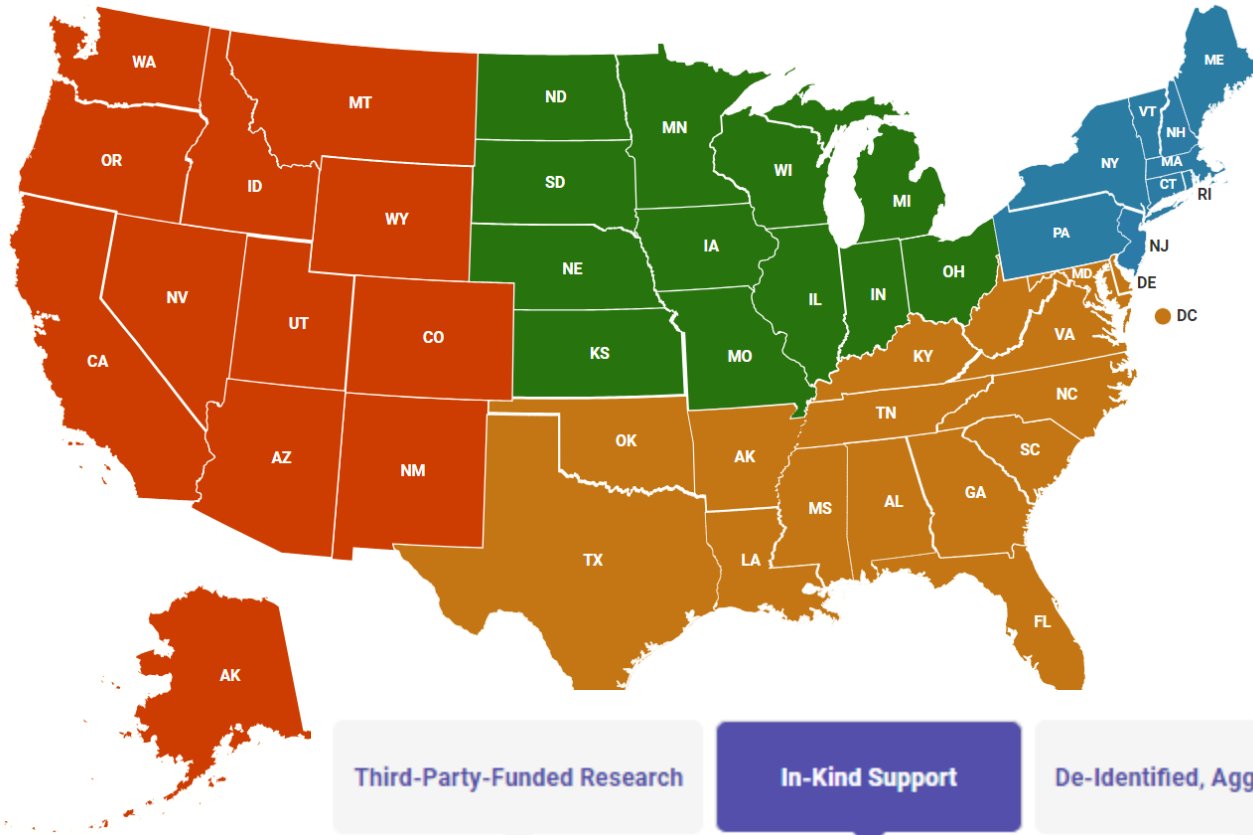 WA
MT
ND
MN
ME
VT
NH
OR
ID
SD
WI
MI
NY
MA
CT
RI
WY
IA
PA
NJ
NV
UT
CO
NE
IL
IN
OH
MD
DE
DC
CA
KS
MO
KY
VA
AZ
NM
OK
AK
TN
NC
SC
TX
LA
MS
AL
GA
FL
AK
Third-Party-Funded Research
In-Kind Support
De-Identified, Agg